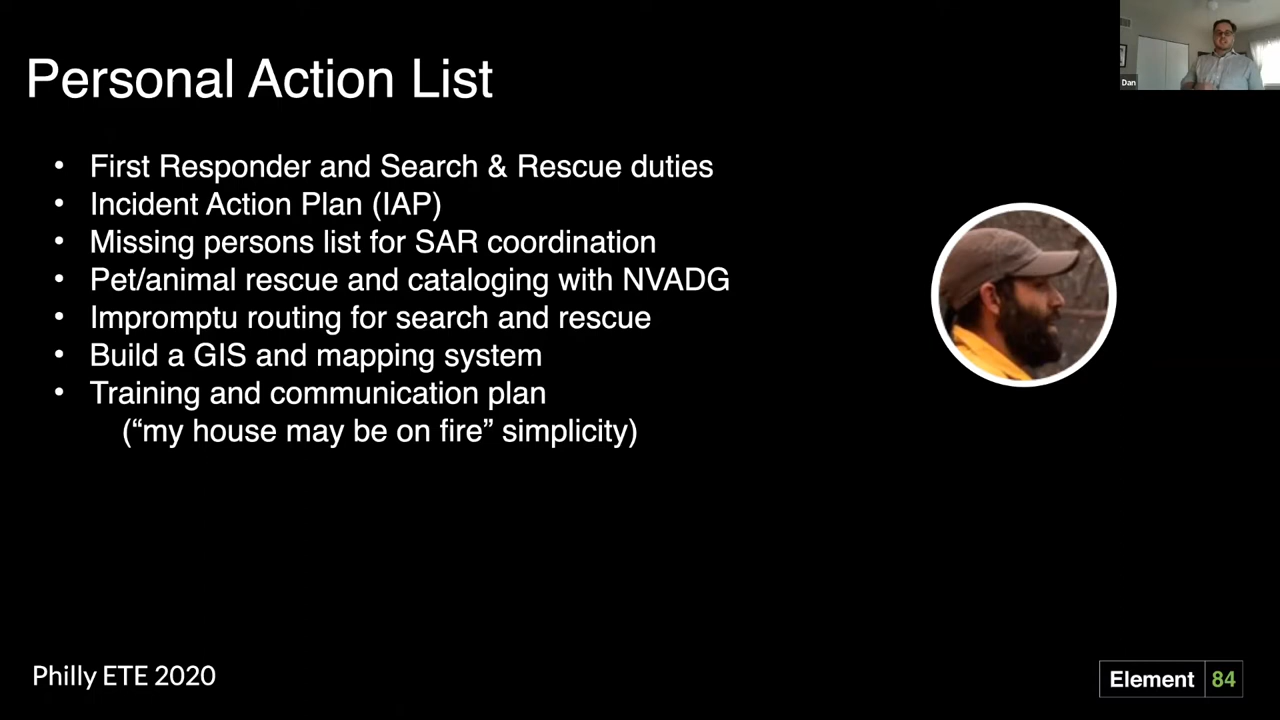 Dan
Personal Action List
• First Responder and Search & Rescue duties
• Incident Action Plan (IAP)
• Missing persons list for SAR coordination
• Pet/animal rescue and cataloging with NVADG
• Impromptu routing for search and rescue
• Build a GIS and mapping system
• Training and communication plan
(“my house may be on fire” simplicity)
Philly ETE 2020
Element 84